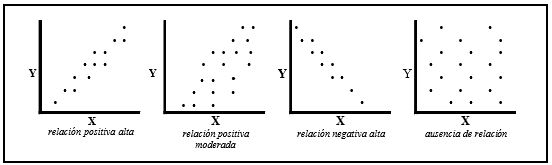 Y
X
relación positiva alta
Y
X
relación positiva
moderada
Y
X
relación negativa alta
Y
X
ausencia de relación